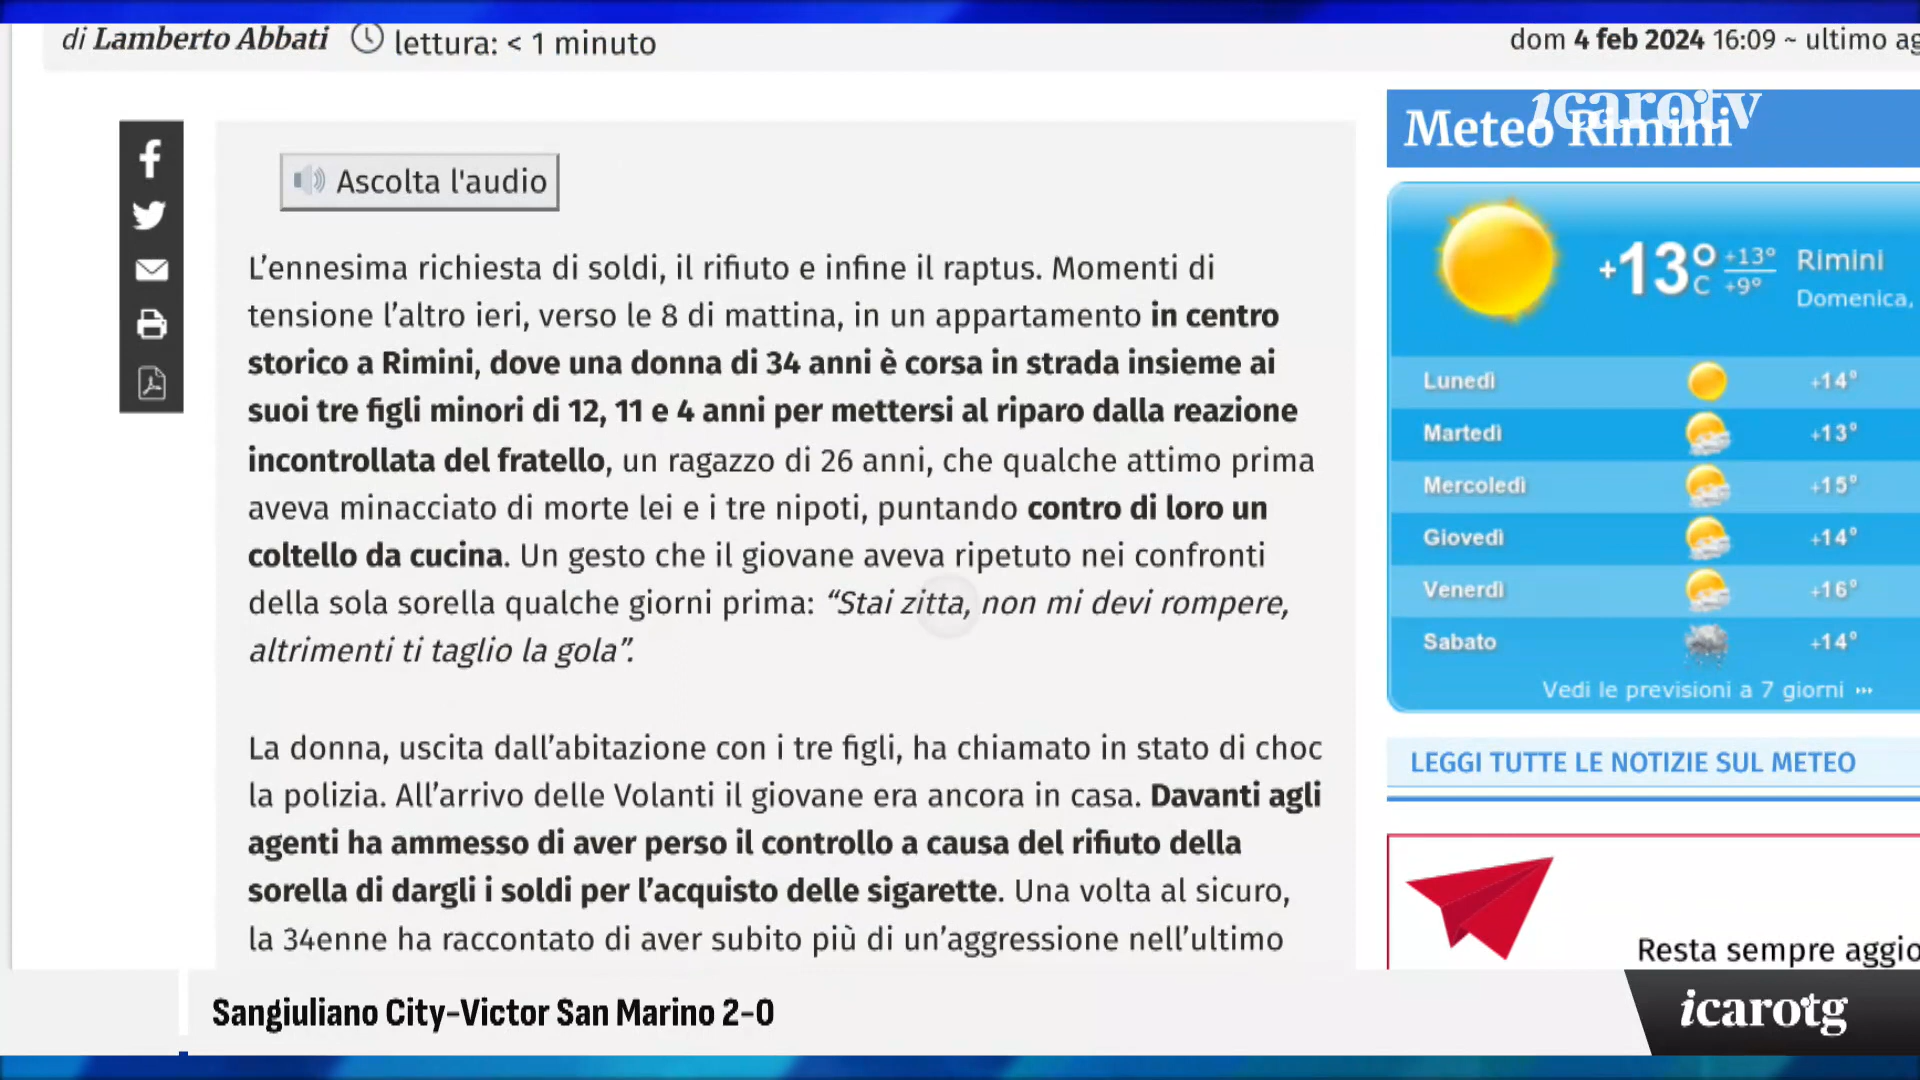 di Lamberto Abbati lettura: < 1 minuto
dom 4 feb 2024 16:09 ~ ultimo
Ascolta l'audio
L’ennesima richiesta di soldi, il rifiuto e infine il raptus. Momenti di
tensione l’altro ieri, verso le 8 di mattina, in un appartamento in centro
storico a Rimini, dove una donna di 34 anni è corsa in strada insieme ai
suoi tre figli minori di 12, 11 e 4 anni per mettersi al riparo dalla reazione
incontrollata del fratello, un ragazzo di 26 anni, che qualche attimo prima
aveva minacciato di morte lei e i tre nipoti, puntando contro di loro un
coltello da cucina. Un gesto che il giovane aveva ripetuto nei confronti
della sola sorella qualche giorni prima: “Stai zitta, non mi devi rompere,
altrimenti ti taglio la gola”.
La donna, uscita dall’abitazione con i tre figli, ha chiamato in stato di choc
la polizia. All’arrivo delle Volanti il giovane era ancora in casa. Davanti agli
agenti ha ammesso di aver perso il controllo a causa del rifiuto della
sorella di dargli i soldi per l’acquisto delle sigarette. Una volta al sicuro,
la 34enne ha raccontato di aver subito più di un’aggressione nell’ultimo
icarotv
Meteo Rimini
+13°C +13° +9° Rimini
Domenica,
Lunedì +14°
Martedì +13°
Mercoledì +15°
Giovedì +14°
Venerdì +16°
Sabato +14°
Vedi le previsioni a 7 giorni ···
LEGGI TUTTE LE NOTIZIE SUL METEO
Resta sempre
Sangiuliano City-Victor San Marino 2-0
icarotg